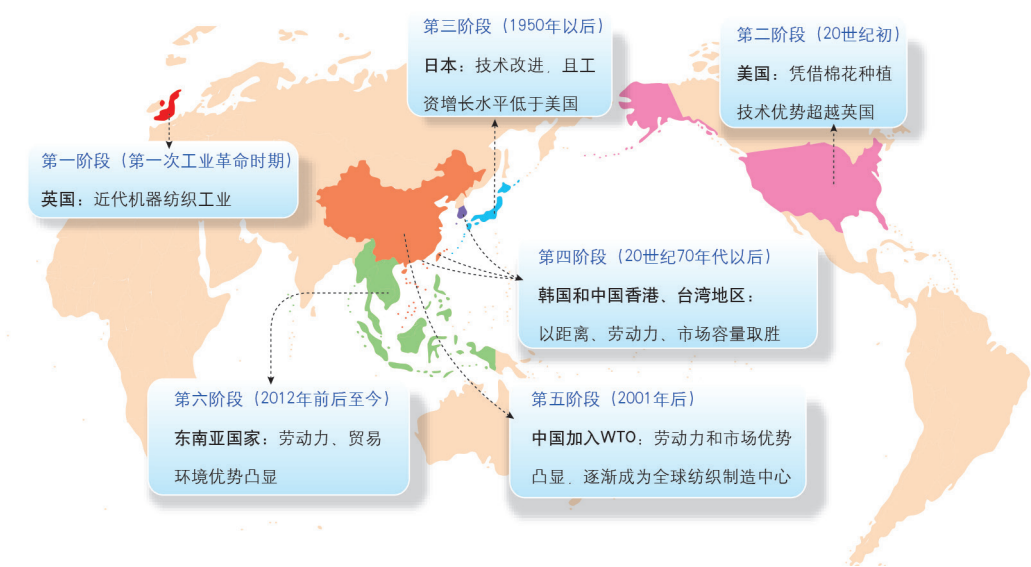 第一阶段（第一次工业革命时期）
英国：近代机器纺织工业
第二阶段（20世纪初）
美国：凭借棉花种植
技术优势超越英国
第三阶段（1950年以后）
日本：技术改进，且工
资增长水平低于美国
第四阶段（20世纪70年代以后）
韩国和中国香港、台湾地区：
以距离、劳动力、市场容量取胜
第五阶段（2001年后）
中国加入WTO：劳动力和市场优势
凸显，逐渐成为全球纺织制造中心
第六阶段（2012年前后至今）
东南亚国家：劳动力、贸易
环境优势凸显